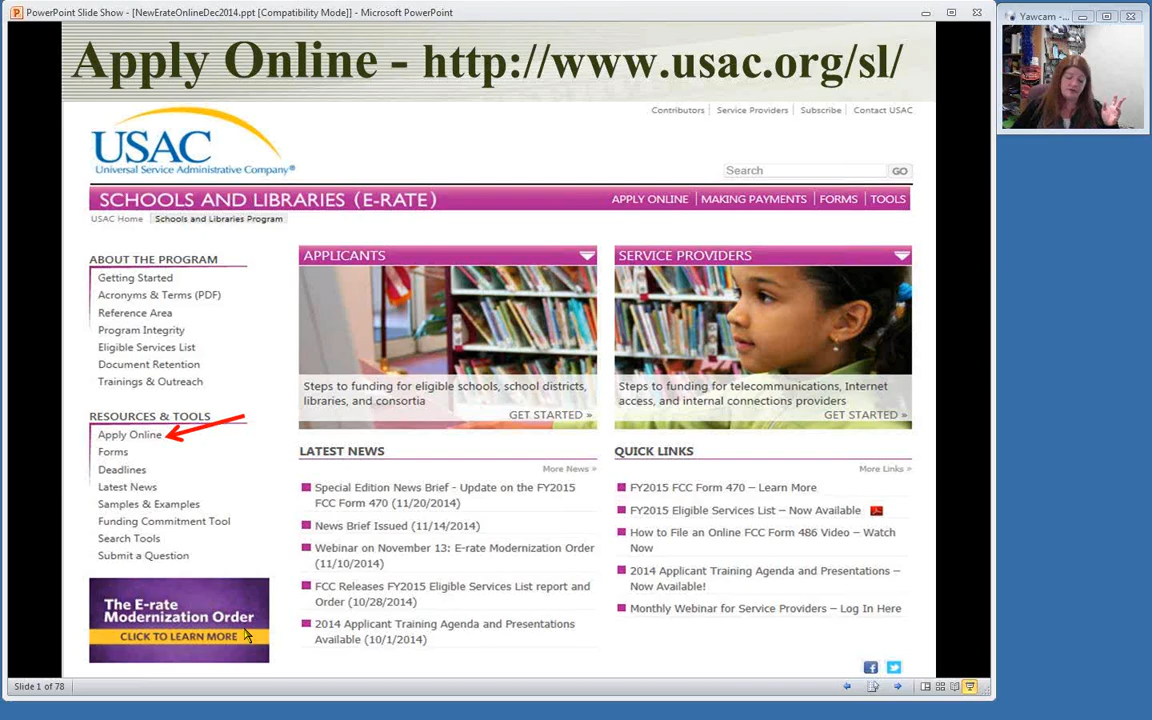 PowerPoint Slide Show - [NewErateOnlineDec2014.ppt [Compatibility Mode]] - Microsoft PowerPoint
Yawcam -...
Apply Online - http://www.usac.org/sl/
Contributors | Service Providers | Subscribe | Contact USAC
USAC
Universal Service Administrative Company®
Search GO
SCHOOLS AND LIBRARIES (E-RATE)
APPLY ONLINE | MAKING PAYMENTS | FORMS | TOOLS
USAC Home Schools and Libraries Program
ABOUT THE PROGRAM
Getting Started
Acronyms & Terms (PDF)
Reference Area
Program Integrity
Eligible Services List
Document Retention
Trainings & Outreach
RESOURCES & TOOLS
Apply Online
Forms
Deadlines
Latest News
Samples & Examples
Funding Commitment Tool
Search Tools
Submit a Question
The E-rate
Modernization Order
CLICK TO LEARN MORE
APPLICANTS
Steps to funding for eligible schools, school districts,
libraries, and consortia
GET STARTED »
SERVICE PROVIDERS
Steps to funding for telecommunications, Internet
access, and internal connections providers
GET STARTED »
LATEST NEWS
More News >
Special Edition News Brief - Update on the FY2015
FCC Form 470 (11/20/2014)
News Brief Issued (11/14/2014)
Webinar on November 13: E-rate Modernization Order
(11/10/2014)
FCC Releases FY2015 Eligible Services List report and
Order (10/28/2014)
2014 Applicant Training Agenda and Presentations
Available (10/1/2014)
QUICK LINKS
More Links >
FY2015 FCC Form 470 – Learn More
FY2015 Eligible Services List – Now Available
How to File an Online FCC Form 486 Video – Watch
Now
2014 Applicant Training Agenda and Presentations –
Now Available!
Monthly Webinar for Service Providers – Log In Here
Slide 1 of 78